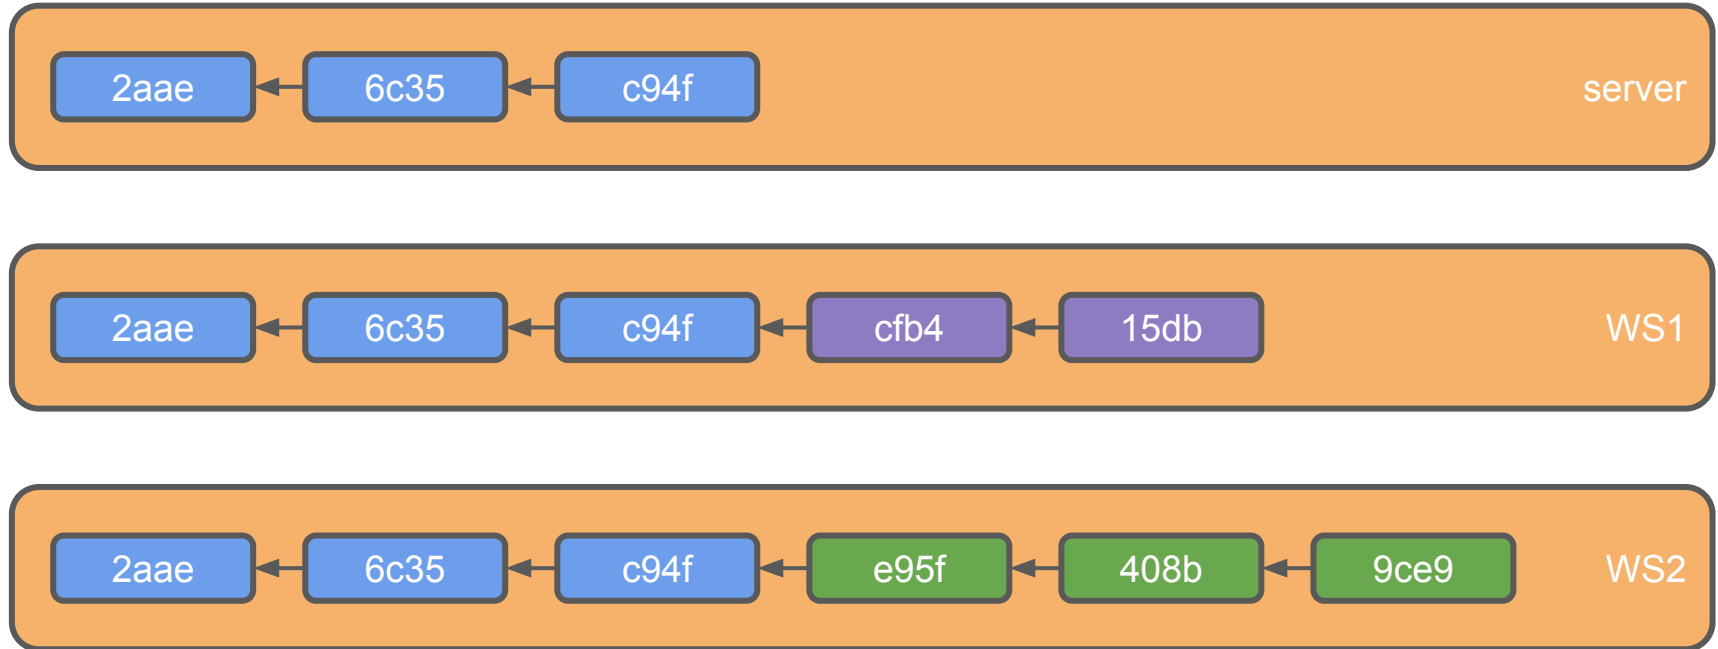 2aae 6c35 c94f server
2aae 6c35 c94f cfb4 15db WS1
2aae 6c35 c94f e95f 408b 9ce9 WS2